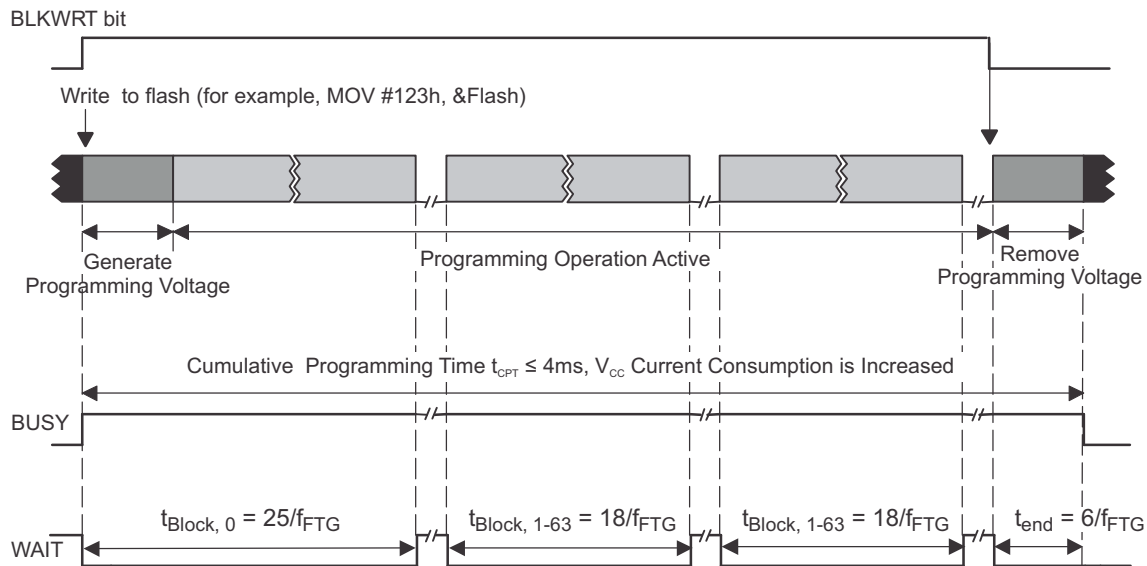 BLKWRT bit
Write to flash (for example, MOV #123h, &Flash)
Generate
Programming Voltage
Programming Operation Active
Remove
Programming Voltage
Cumulative Programming Time tCPT ≤ 4ms, VCC Current Consumption is Increased
BUSY
tBlock, 0 = 25/fFTG
tBlock, 1-63 = 18/fFTG
tBlock, 1-63 = 18/fFTG
tend = 6/fFTG
WAIT